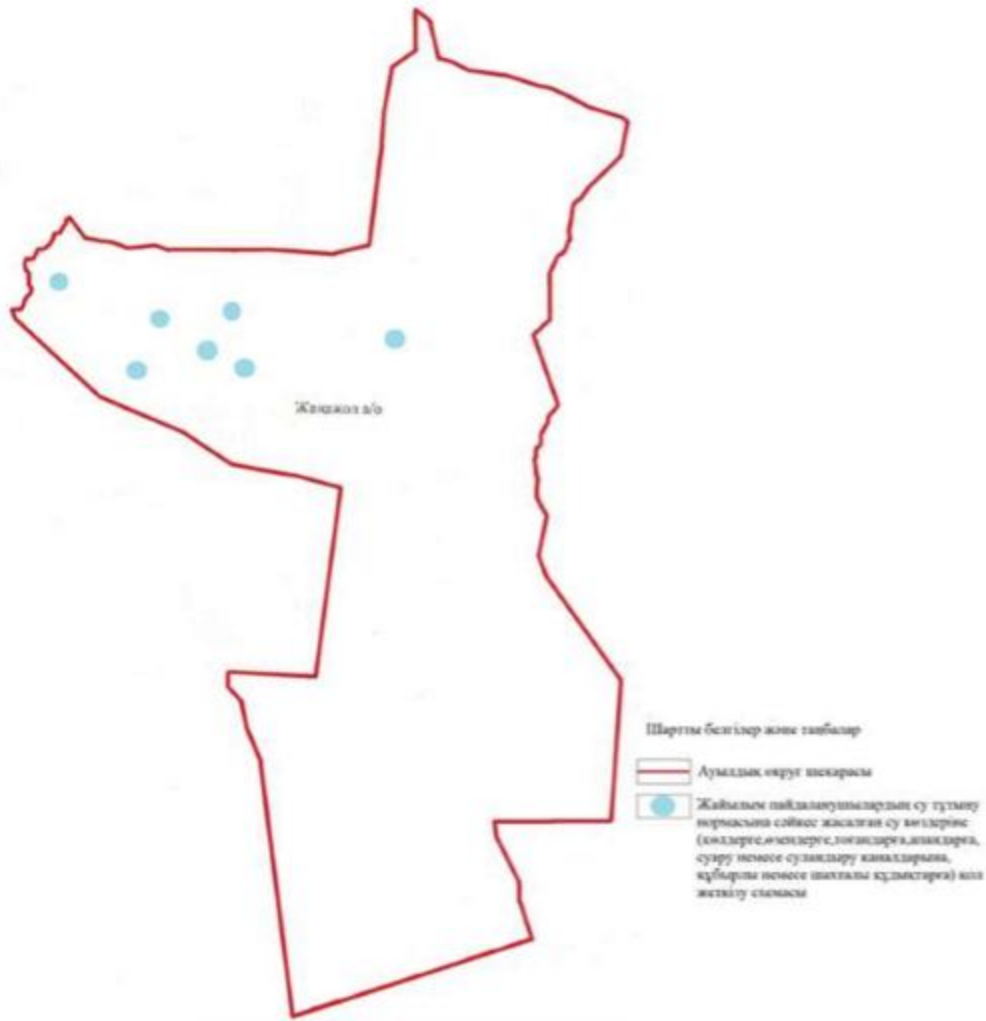 Жаңажол а/о
Шартты белгілер және таңбалар
Ауылдық округ шекарасы
Жайылым пайдаланушылардың су тұтыну
нормасына сәйкес жасалған су көздеріне
(көлдерге,өзендерге,тоғандарға,апандарға,
суару немесе суландыру каналдарына,
құбырлы немесе шахталы құдықтарға) қол
жеткізу схемасы